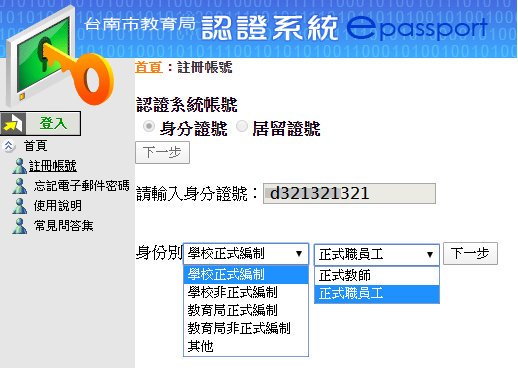 台南市教育局 認證系統 epassport
首頁：註冊帳號
認證系統帳號
身分證號 居留證號
下一步
登入
首頁
註冊帳號
忘記電子郵件密碼
使用說明
常見問答集
請輸入身分證號：d321321321
身份別 學校正式編制 正式職員工 下一步
學校正式編制
學校非正式編制
教育局正式編制
教育局非正式編制
其他
正式教師
正式職員工